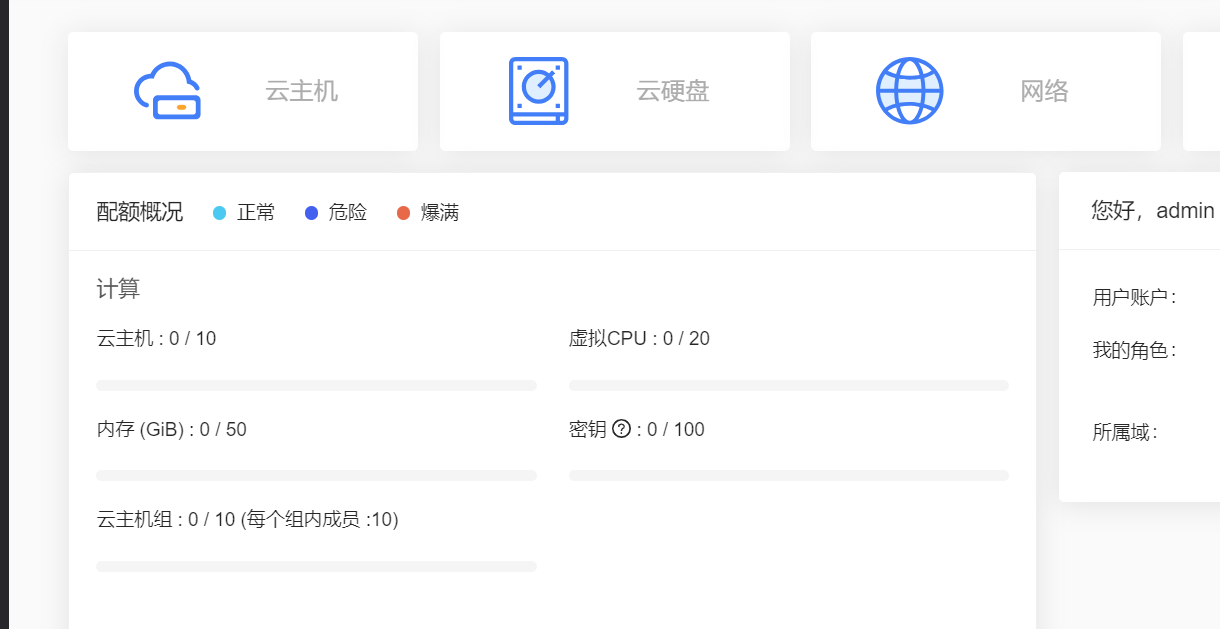 云主机
云硬盘
网络
配额概况 正常 危险 爆满
您好，admin
计算
云主机 : 0 / 10
虚拟CPU : 0 / 20
内存 (GiB) : 0 / 50
密钥 ? : 0 / 100
云主机组 : 0 / 10 (每个组内成员 :10)
用户账户：
我的角色：
所属域：